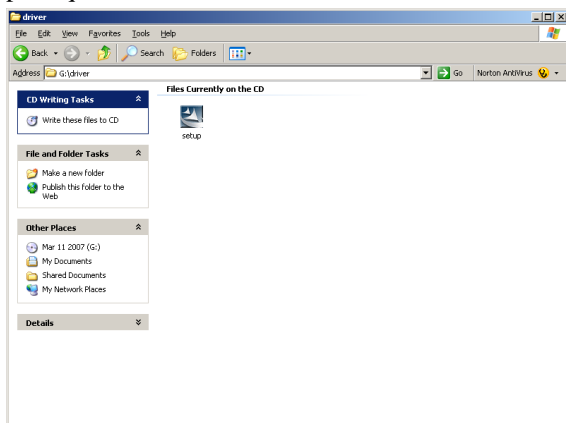 driver
File Edit View Favorites Tools Help
Back Search Folders
Address G:\driver Go Norton AntiVirus
CD Writing Tasks
Write these files to CD
File and Folder Tasks
Make a new folder
Publish this folder to the
Web
Other Places
Mar 11 2007 (G:)
My Documents
Shared Documents
My Network Places
Details
Files Currently on the CD
setup